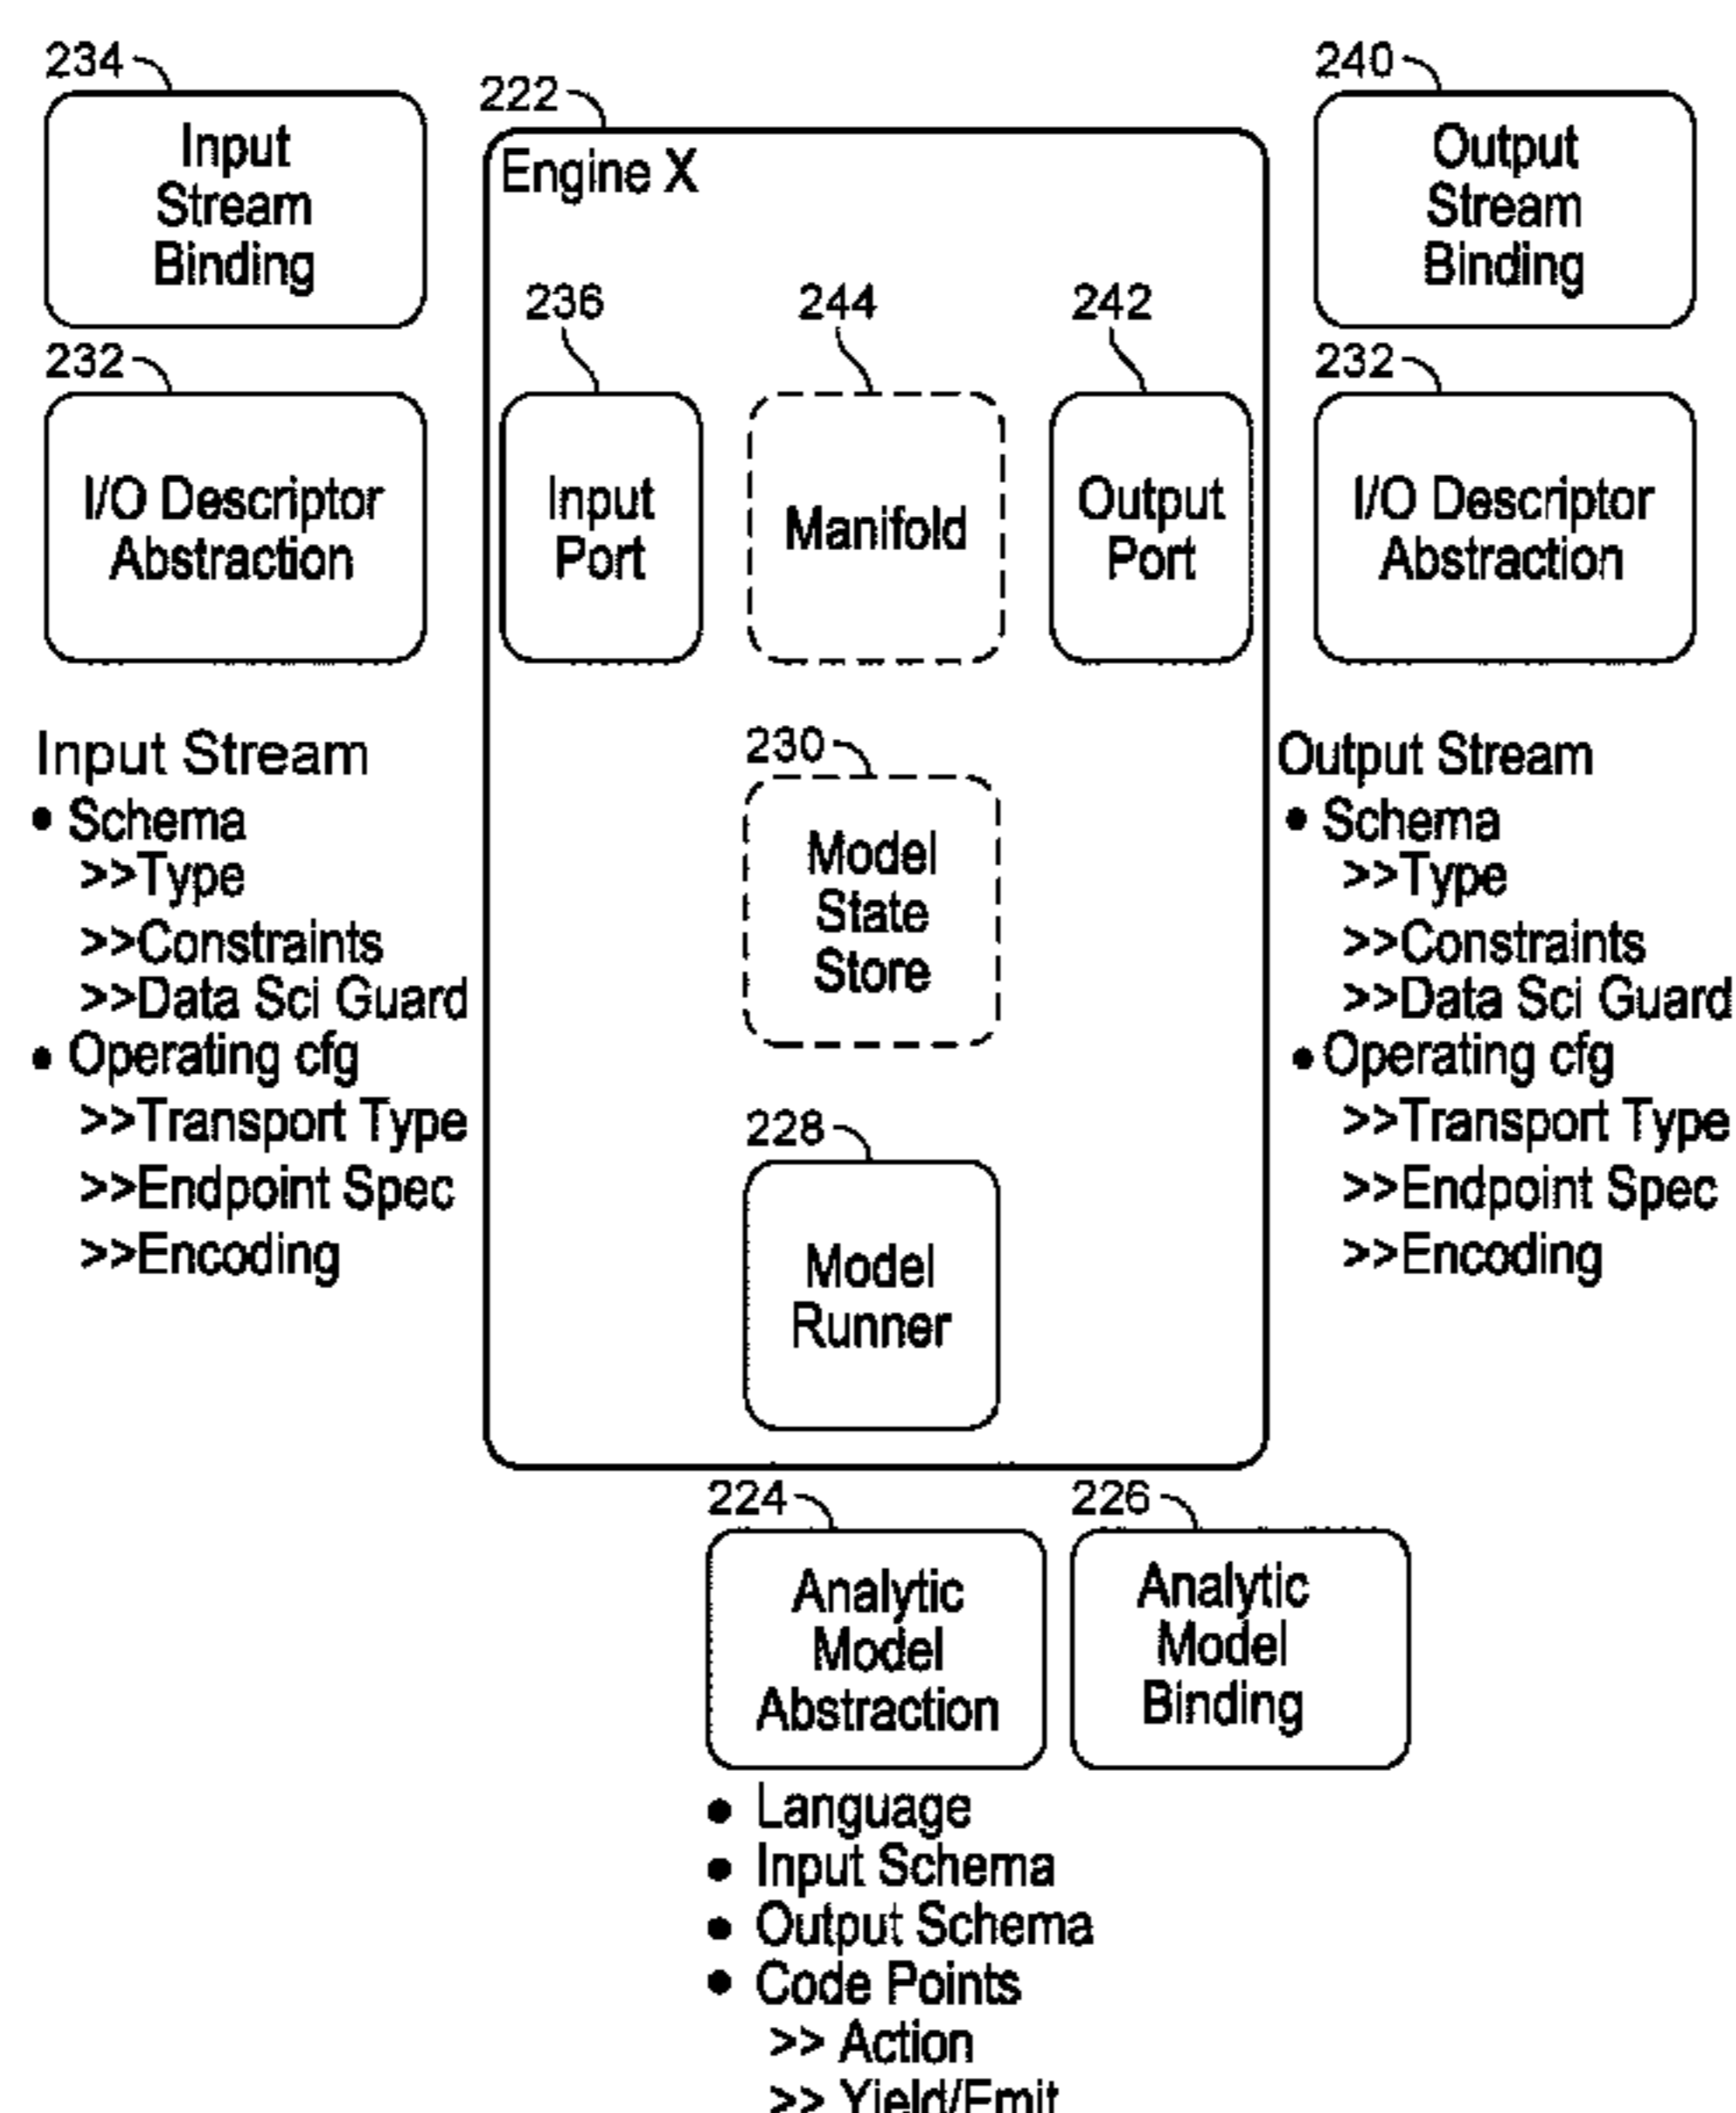 234
Input
Stream
Binding
232
I/O Descriptor
Abstraction
Input Stream
• Schema
>>Type
>>Constraints
>>Data Sci Guard
• Operating cfg
>>Transport Type
>>Endpoint Spec
>>Encoding
222
Engine X
236
Input
Port
244
Manifold
242
Output
Port
230
Model
State
Store
228
Model
Runner
240
Output
Stream
Binding
232
I/O Descriptor
Abstraction
Output Stream
• Schema
>>Type
>>Constraints
>>Data Sci Guard
• Operating cfg
>>Transport Type
>>Endpoint Spec
>>Encoding
224
Analytic
Model
Abstraction
226
Analytic
Model
Binding
• Language
• Input Schema
• Output Schema
• Code Points
>> Action
>> Yield/Emit